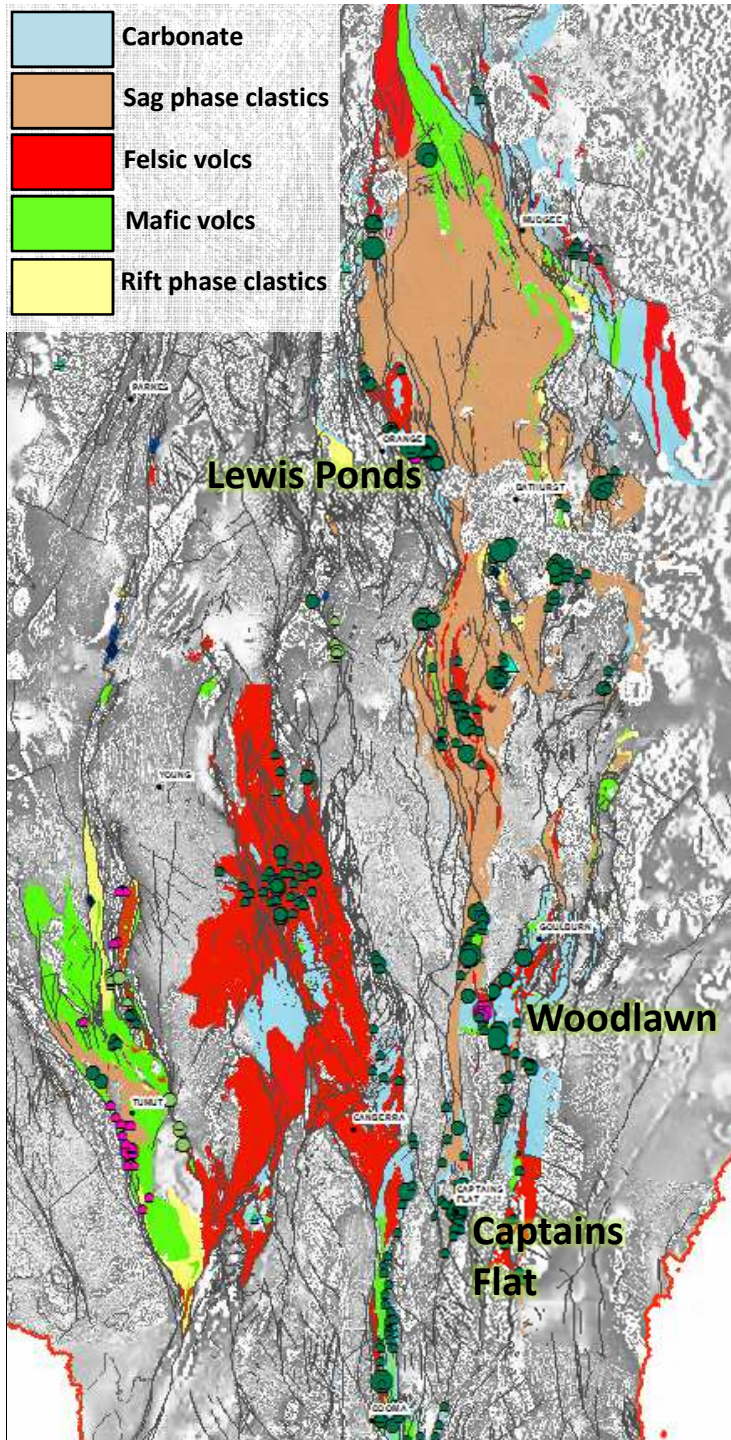 Carbonate
Sag phase clastics
Felsic volcs
Mafic volcs
Rift phase clastics
MUDGEE
PARKES
ORANGE
Lewis Ponds
BATHURST
YOUNG
GOULBURN
Woodlawn
TUMUT
CANBERRA
CAPTAINS
FLAT
Captains
Flat
COOMA